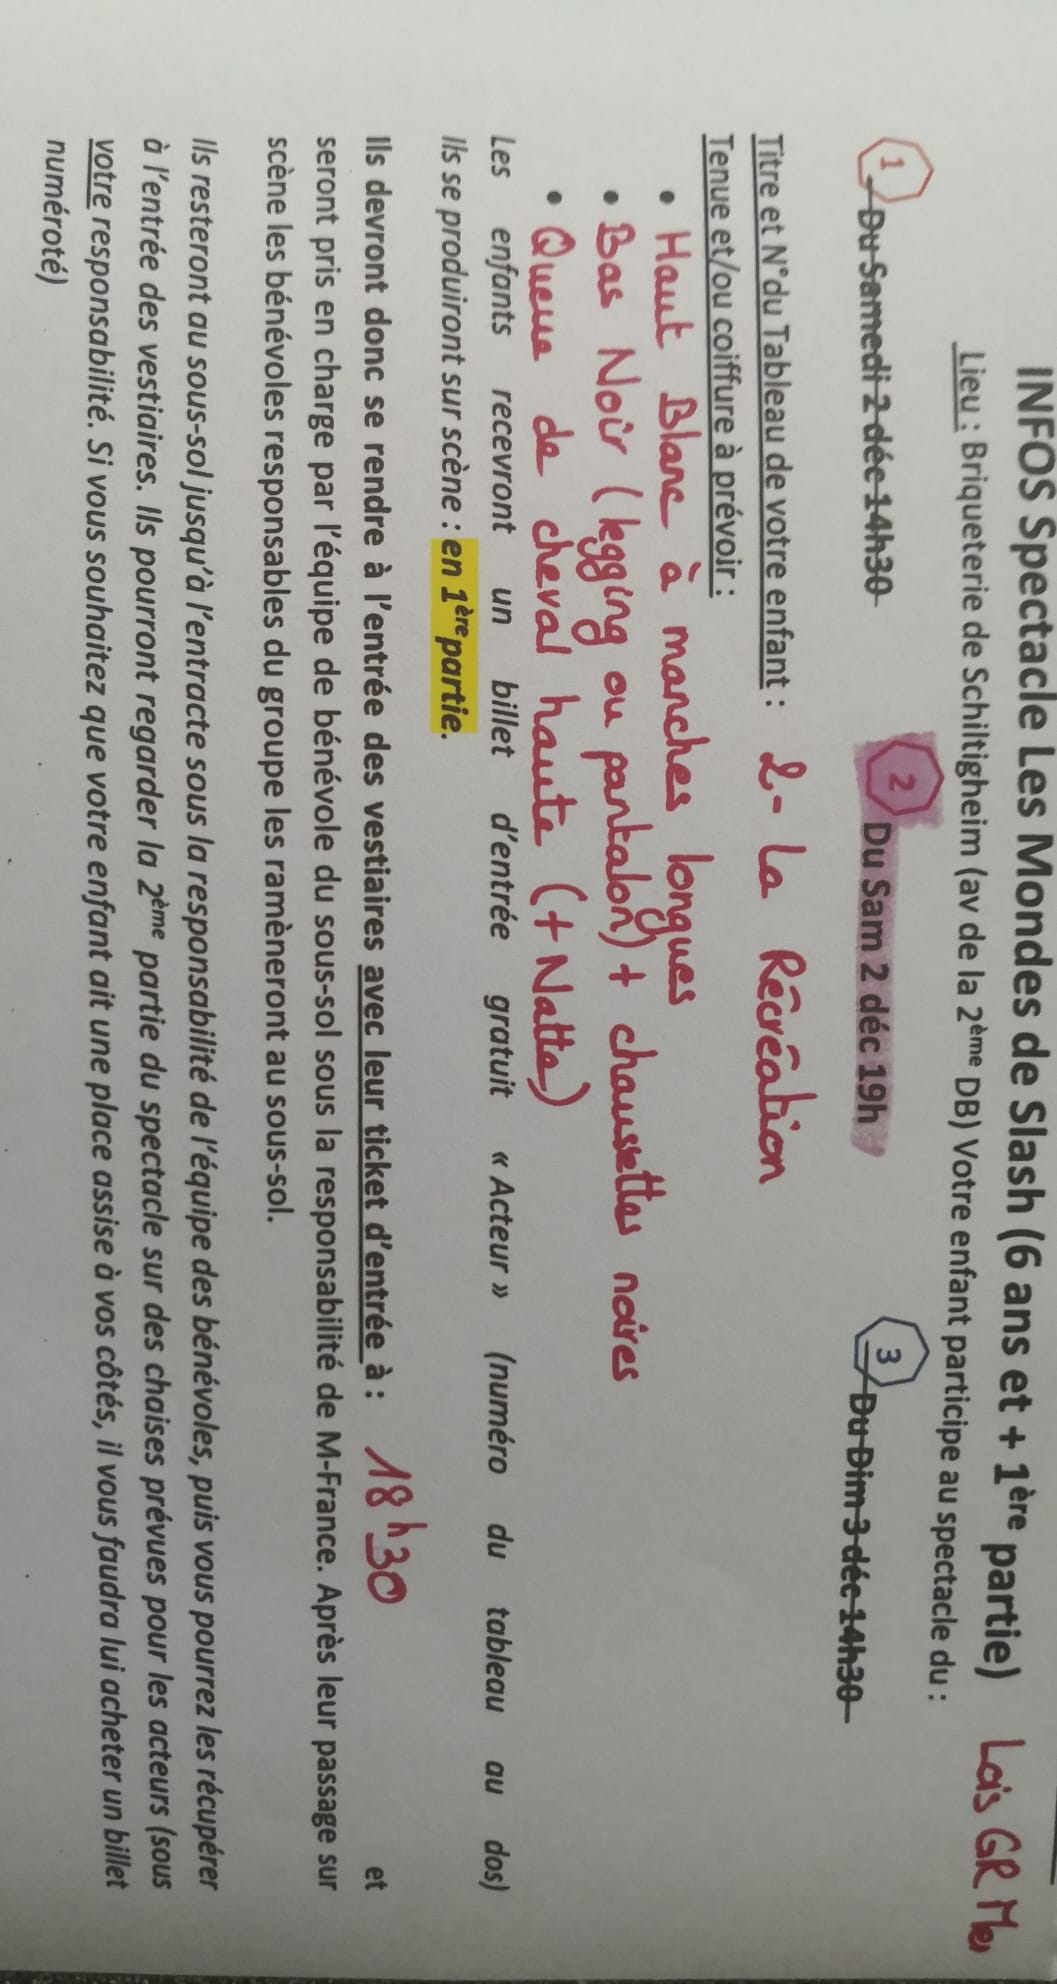 INFOS Spectacle Les Mondes de Slash (6 ans et + 1ère partie) Loïs GR Mer
Lieu : Briqueterie de Schiltigheim (av de la 2ème DB) Votre enfant participe au spectacle du :
1 Du Samedi 2 déc 14h30 2 Du Sam 2 déc 19h 3 Du Dim 3 déc 14h30
Titre et N°du Tableau de votre enfant : 2- La Récréation
Tenue et/ou coiffure à prévoir :
• Haut Blanc à manches longues
• Bas Noir (legging ou pantalon) + chaussettes noires
• Queue de cheval haute (+ Natte)
Les enfants recevront un billet d'entrée gratuit « Acteur » (numéro du tableau au dos)
Ils se produiront sur scène : en 1ère partie.
Ils devront donc se rendre à l'entrée des vestiaires avec leur ticket d'entrée à : 18h30 et
seront pris en charge par l'équipe de bénévole du sous-sol sous la responsabilité de M-France. Après leur passage sur
scène les bénévoles responsables du groupe les ramèneront au sous-sol.
Ils resteront au sous-sol jusqu'à l'entracte sous la responsabilité de l'équipe des bénévoles, puis vous pourrez les récupérer
à l'entrée des vestiaires. Ils pourront regarder la 2ème partie du spectacle sur des chaises prévues pour les acteurs (sous
votre responsabilité. Si vous souhaitez que votre enfant ait une place assise à vos côtés, il vous faudra lui acheter un billet
numéroté)